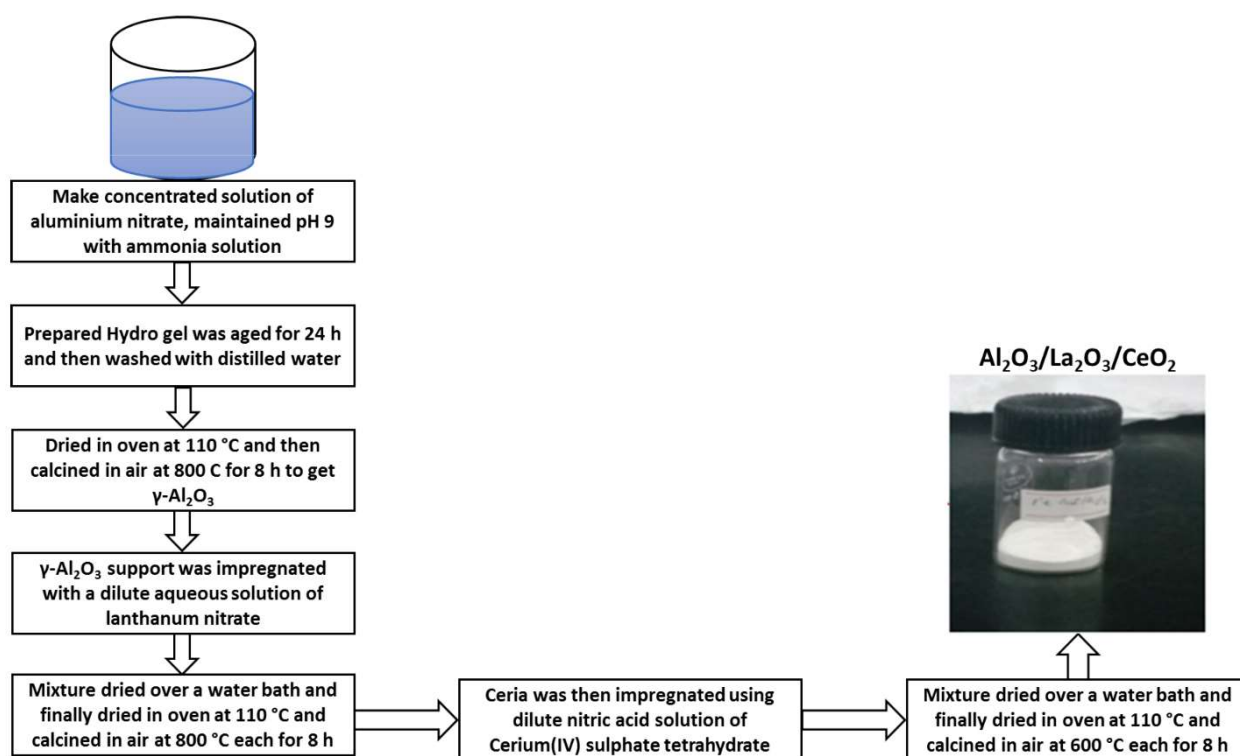 Make concentrated solution of
aluminium nitrate, maintained pH 9
with ammonia solution
Prepared Hydro gel was aged for 24 h
and then washed with distilled water
Dried in oven at 110 °C and then
calcined in air at 800 C for 8 h to get
γ-Al₂O₃
γ-Al₂O₃ support was impregnated
with a dilute aqueous solution of
lanthanum nitrate
Mixture dried over a water bath and
finally dried in oven at 110 °C and
calcined in air at 800 °C each for 8 h
Ceria was then impregnated using
dilute nitric acid solution of
Cerium(IV) sulphate tetrahydrate
Mixture dried over a water bath and
finally dried in oven at 110 °C and
calcined in air at 600 °C each for 8 h
Al₂O₃/La₂O₃/CeO₂